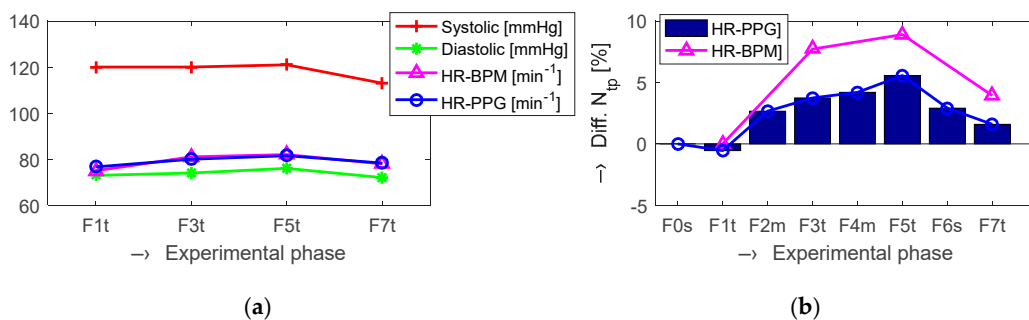 140
120
100
80
60
F1t F3t F5t F7t
–> Experimental phase
Systolic [mmHg]
Diastolic [mmHg]
HR-BPM [min⁻¹]
HR-PPG [min⁻¹]
(a)
–> Diff. N_tp [%]
10
5
0
-5
F0s F1t F2m F3t F4m F5t F6s F7t
–> Experimental phase
HR-PPG]
HR-BPM]
(b)